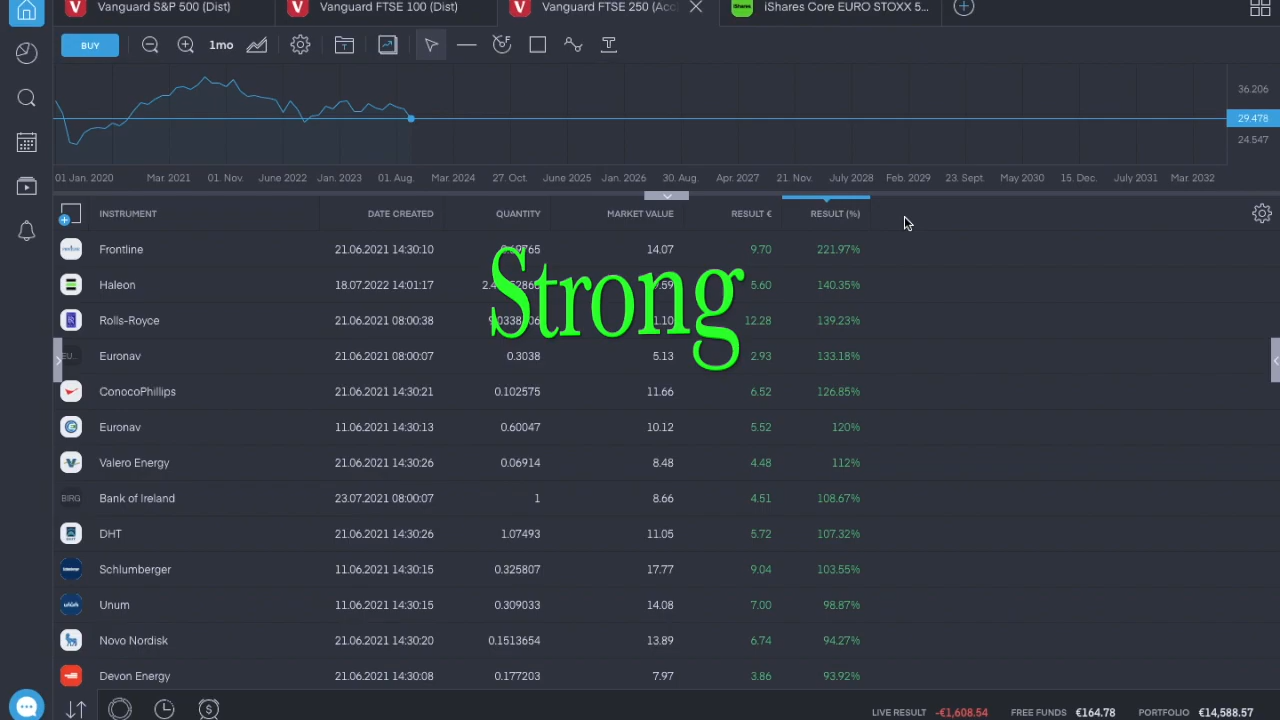 Vanguard S&P 500 (Dist) Vanguard FTSE 100 (Dist) Vanguard FTSE 250 (Acc iShares Core EURO STOXX 5...
BUY 1mo
36.206
29.478
24.547
01 Jan. 2020 Mar. 2021 01. Nov. June 2022 Jan. 2023 01. Aug. Mar. 2024 27. Oct. June 2025 Jan. 2026 30. Aug. Apr. 2027 21. Nov. July 2028 Feb. 2029 23. Sept. May 2030 15. Dec. July 2031 Mar. 2032
INSTRUMENT DATE CREATED QUANTITY MARKET VALUE RESULT € RESULT (%)
Frontline 21.06.2021 14:30:10 14.07 9.70 221.97%
Strong
Haleon 18.07.2022 14:01:17 5.60 140.35%
Rolls-Royce 21.06.2021 08:00:38 12.28 139.23%
EU... Euronav 21.06.2021 08:00:07 0.3038 5.13 2.93 133.18%
ConocoPhillips 21.06.2021 14:30:21 0.102575 11.66 6.52 126.85%
Euronav 11.06.2021 14:30:13 0.60047 10.12 5.52 120%
Valero Energy 21.06.2021 14:30:26 0.06914 8.48 4.48 112%
BIRG Bank of Ireland 23.07.2021 08:00:07 1 8.66 4.51 108.67%
DHT 21.06.2021 14:30:26 1.07493 11.05 5.72 107.32%
Schlumberger 11.06.2021 14:30:15 0.325807 17.77 9.04 103.55%
unum Unum 11.06.2021 14:30:15 0.309033 14.08 7.00 98.87%
Novo Nordisk 21.06.2021 14:30:20 0.1513654 13.89 6.74 94.27%
Devon Energy 21.06.2021 14:30:08 0.177203 7.97 3.86 93.92%
LIVE RESULT -€1,608.54 FREE FUNDS €164.78 PORTFOLIO €14,588.57